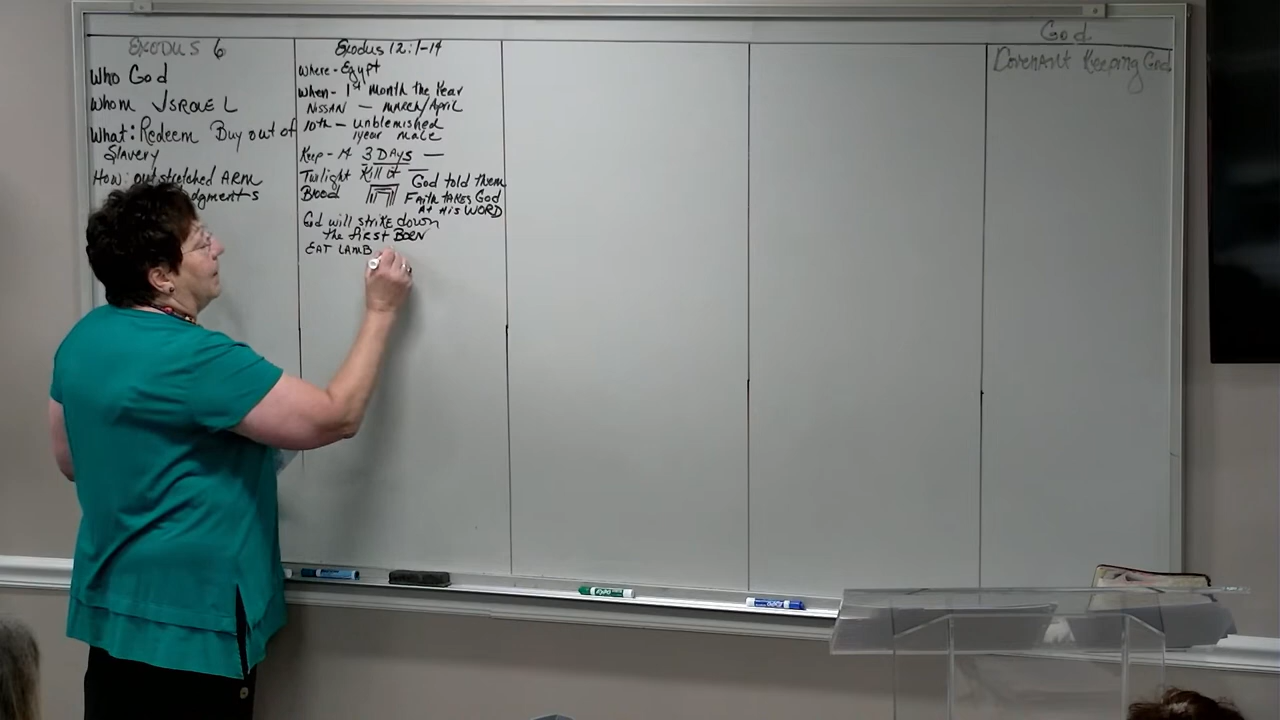 Exodus 6
Who God
Whom Israel
What: Redeem Buy out of
Slavery
How: outstretched ARM
Exodus 12:1-14
Where - Egypt
When - 1st Month the Year
Nissan - March/April
10th - unblemished
1 year male
Keep - 3 Days -
Twilight Kill it -
Blood
God told them
Faith takes God
At His WORD
God will strike down
the first Born
EAT LAMB
God
Covenant Keeping God